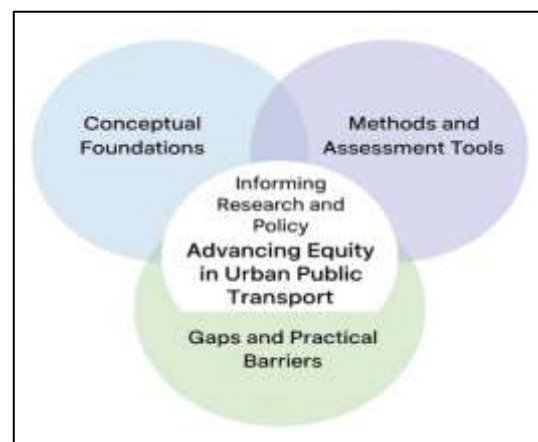 Conceptual
Foundations
Methods and
Assessment Tools
Informing
Research and
Policy
Advancing Equity
in Urban Public
Transport
Gaps and Practical
Barriers